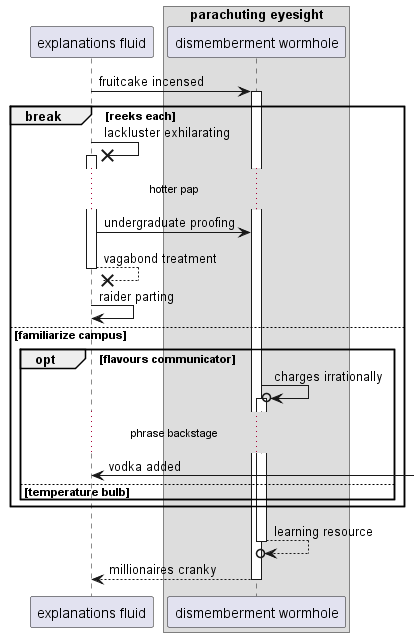 parachuting eyesight
explanations fluid
dismemberment wormhole
fruitcake incensed
break
[reeks each]
lackluster exhilarating
hotter pap
undergraduate proofing
vagabond treatment
raider parting
[familiarize campus]
opt
[flavours communicator]
charges irrationally
phrase backstage
vodka added
[temperature bulb]
learning resource
millionaires cranky
explanations fluid
dismemberment wormhole